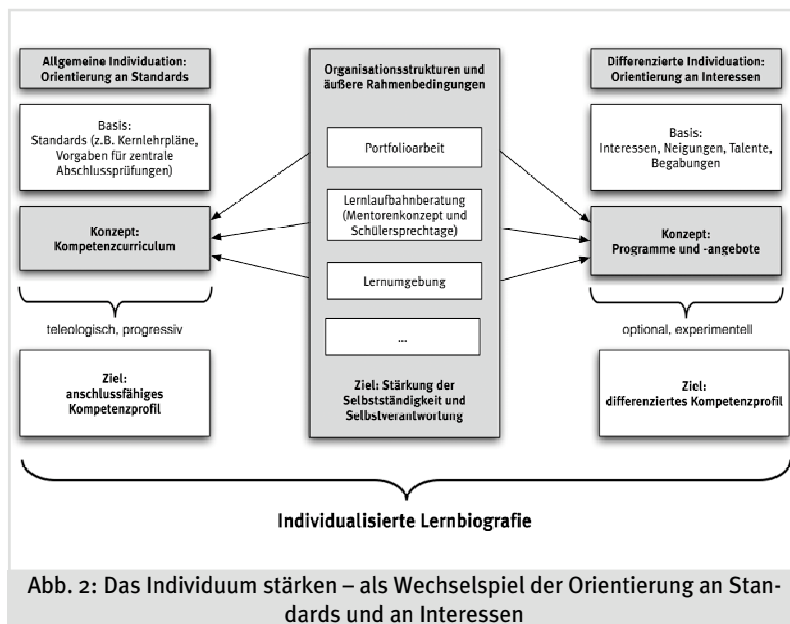 Allgemeine Individuation:
Orientierung an Standards
Basis:
Standards (z.B. Kernlehrpläne,
Vorgaben für zentrale
Abschlussprüfungen)
Konzept:
Kompetenzcurriculum
teleologisch, progressiv
Ziel:
anschlussfähiges
Kompetenzprofil
Organisationsstrukturen und
äußere Rahmenbedingungen
Portfolioarbeit
Lernlaufbahnberatung
(Mentorenkonzept und
Schülersprechtage)
Lernumgebung
...
Ziel: Stärkung der
Selbstständigkeit und
Selbstverantwortung
Differenzierte Individuation:
Orientierung an Interessen
Basis:
Interessen, Neigungen, Talente,
Begabungen
Konzept:
Programme und -angebote
optional, experimentell
Ziel:
differenziertes Kompetenzprofil
Individualisierte Lernbiografie
Abb. 2: Das Individuum stärken – als Wechselspiel der Orientierung an Stan-
dards und an Interessen